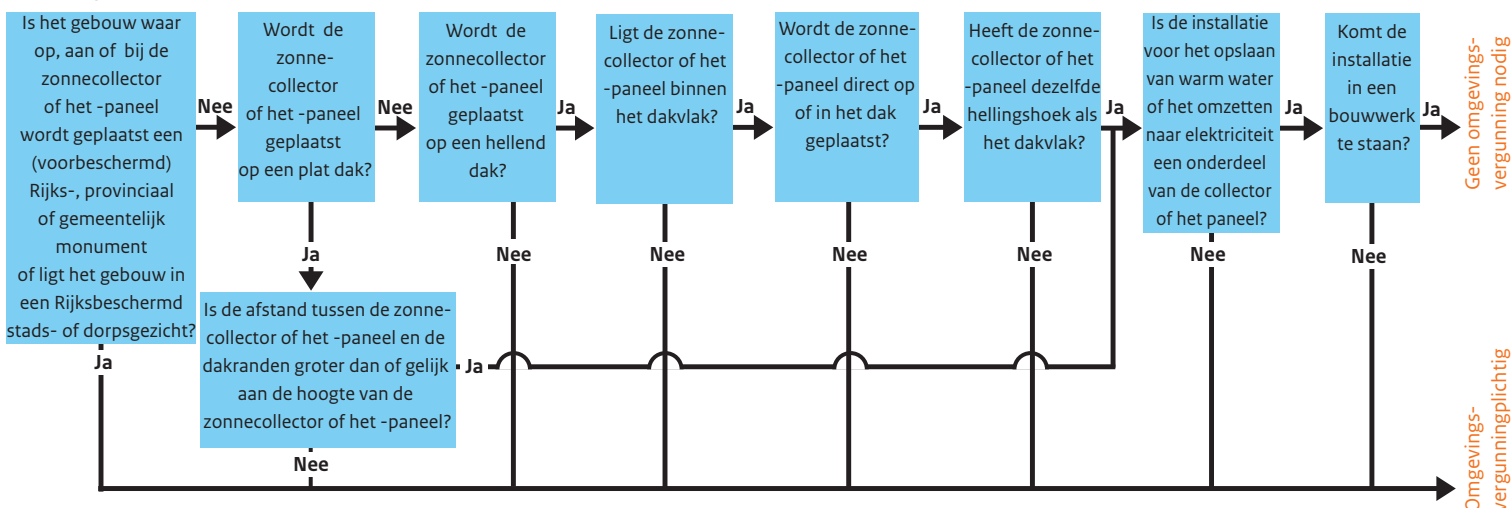 Is het gebouw waar
op, aan of bij de
zonnecollector
of het -paneel
wordt geplaatst een
(voorbeschermd)
Rijks-, provinciaal
of gemeentelijk
monument
of ligt het gebouw in
een Rijksbeschermd
stads- of dorpsgezicht?
Nee
Ja
Wordt de
zonne-
collector
of het -paneel
geplaatst
op een plat dak?
Nee
Ja
Is de afstand tussen de zonne-
collector of het -paneel en de
dakranden groter dan of gelijk
aan de hoogte van de
zonnecollector of het -paneel?
Ja
Nee
Wordt de
zonnecollector
of het -paneel
geplaatst
op een hellend
dak?
Ja
Nee
Ligt de zonne-
collector of het
-paneel binnen
het dakvlak?
Ja
Nee
Wordt de zonne-
collector of het
-paneel direct op
of in het dak
geplaatst?
Ja
Nee
Heeft de zonne-
collector of het
-paneel dezelfde
hellingshoek als
het dakvlak?
Ja
Nee
Is de installatie
voor het opslaan
van warm water
of het omzetten
naar elektriciteit
een onderdeel
van de collector
of het paneel?
Ja
Nee
Komt de
installatie
in een
bouwwerk
te staan?
Ja
Nee
Geen omgevings-
vergunning nodig
Omgevings-
vergunningplichtig